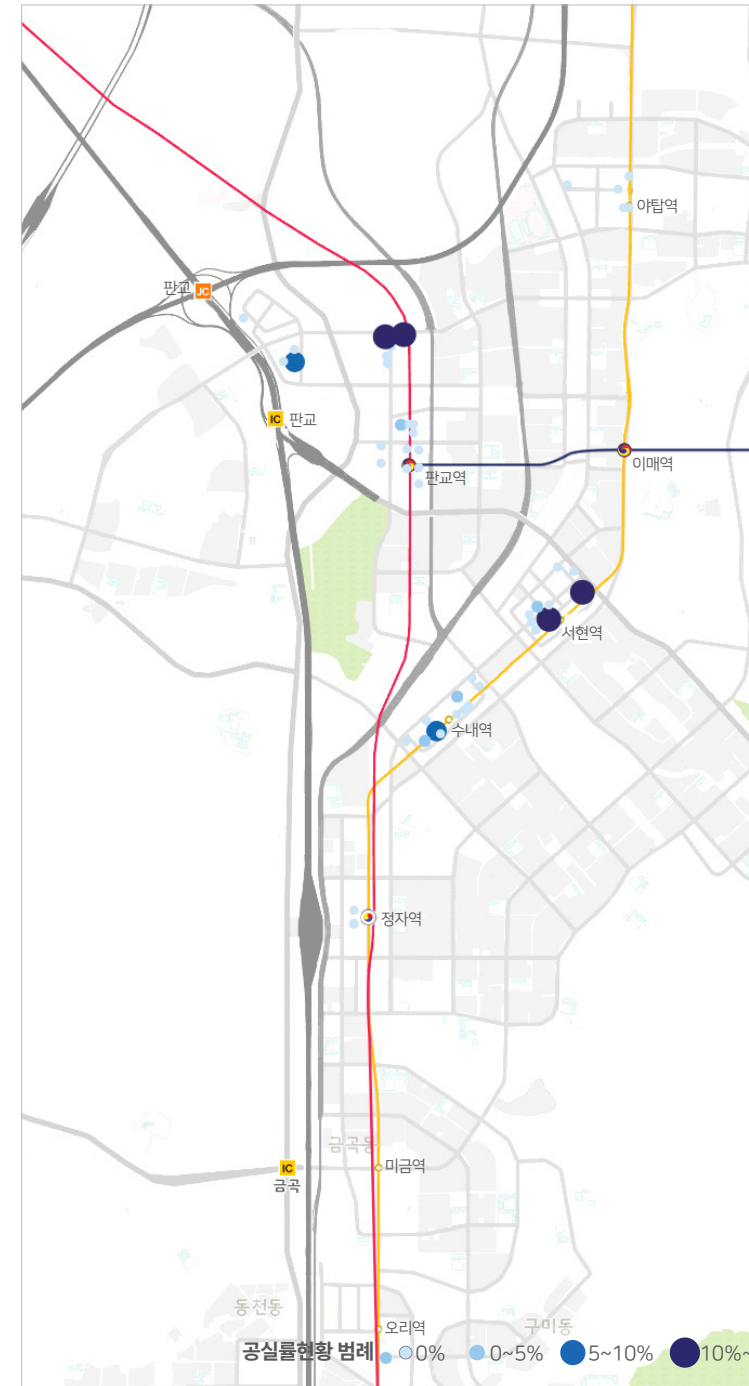 야탑역
판교
JC
IC
판교
판교역
이매역
서현역
수내역
정자역
금곡동
IC
미금역
금곡
동천동
오리역
구미동
공실률현황 범례
0%
0~5%
5~10%
10%~